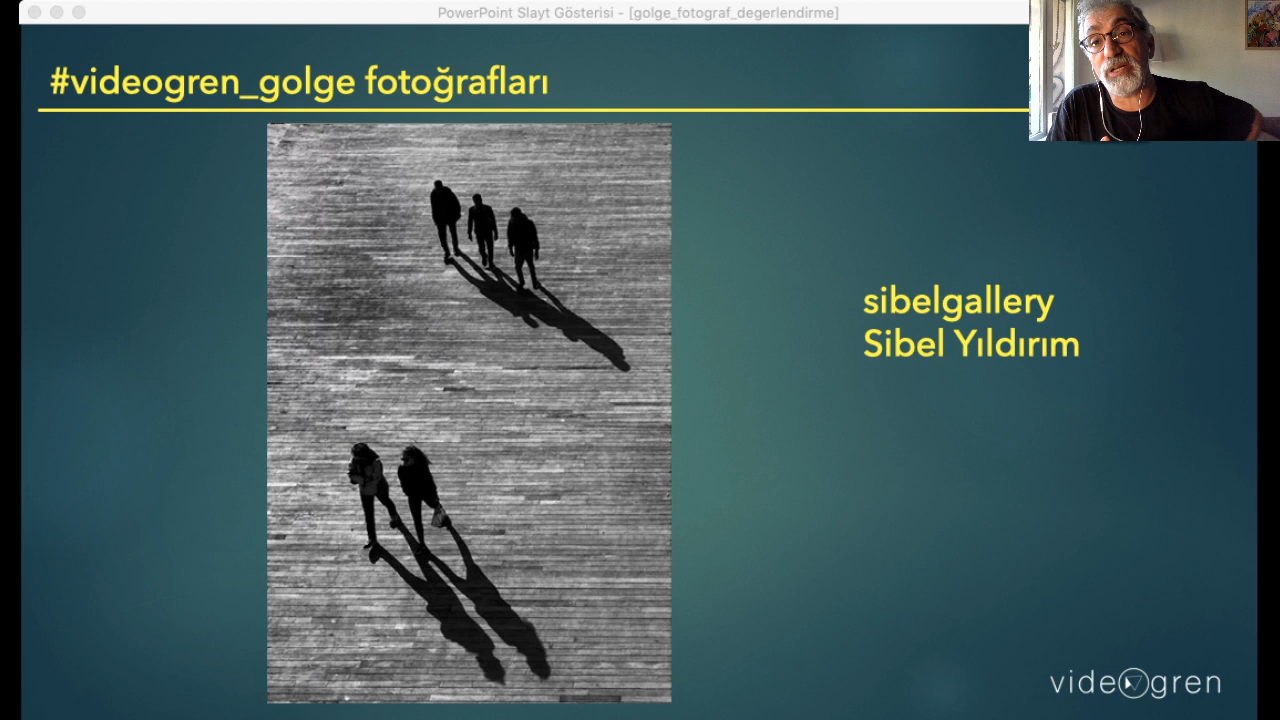 PowerPoint Slayt Gösterisi - [golge_fotograf_degerlendirme]
#videogren_golge fotoğrafları
sibelgallery
Sibel Yıldırım
videogren